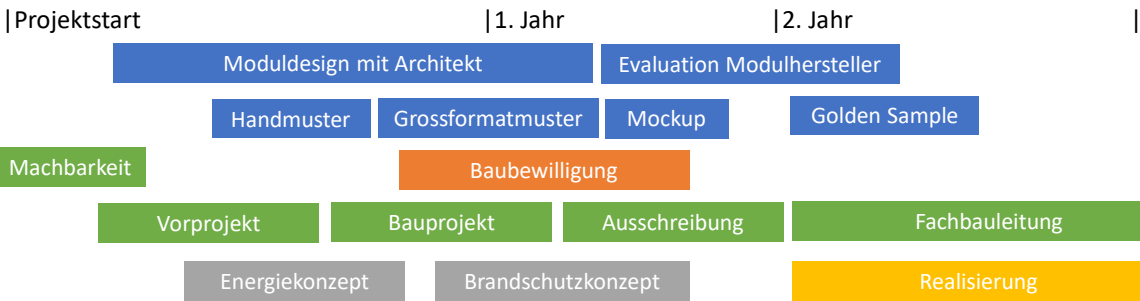 |Projektstart |1. Jahr |2. Jahr |
Moduldesign mit Architekt Evaluation Modulhersteller
Handmuster Grossformatmuster Mockup Golden Sample
Machbarkeit Baubewilligung
Vorprojekt Bauprojekt Ausschreibung Fachbauleitung
Energiekonzept Brandschutzkonzept Realisierung